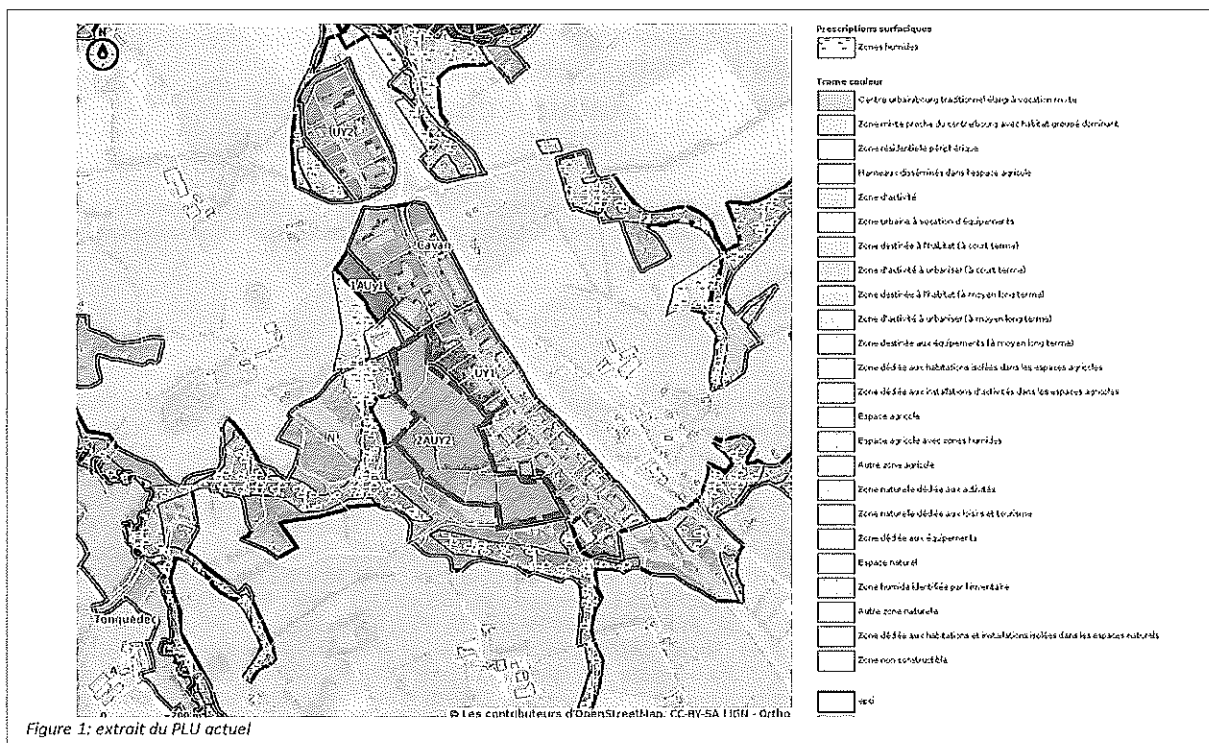 N
UY2
Cavan
1AUy1
UY1
N
2AUY2
Tonquédec
0
200 m
© Les contributeurs d'OpenStreetMap, CC-BY-SA, IGN - Ortho
Prescriptions surfaciques
Zones humides
Trame couleur
Centre urbain/bourg traditionnel élargi à vocation mixte
Zone mixte proche du centre/bourg avec habitat groupé dominant
Zone résidentielle périphérique
Hameaux disséminés dans l'espace agricole
Zone d'activité
Zone urbaine à vocation d'équipements
Zone destinée à l'habitat (à court terme)
Zone d'activité à urbaniser (à court terme)
Zone destinée à l'habitat (à moyen long terme)
Zone d'activité à urbaniser (à moyen long terme)
Zone destinée aux équipements (à moyen long terme)
Zone dédiée aux habitations isolées dans les espaces agricoles
Zone dédiée aux installations d'activités dans les espaces agricoles
Espace agricole
Espace agricole avec zones humides
Autre zone agricole
Zone naturelle dédiée aux activités
Zone naturelle dédiée aux loisirs et tourisme
Zone dédiée aux équipements
Espace naturel
Zone humide identifiée par l'inventaire
Autre zone naturelle
Zone dédiée aux habitations et installations isolées dans les espaces naturels
Zone non constructible
epci
Figure 1: extrait du PLU actuel